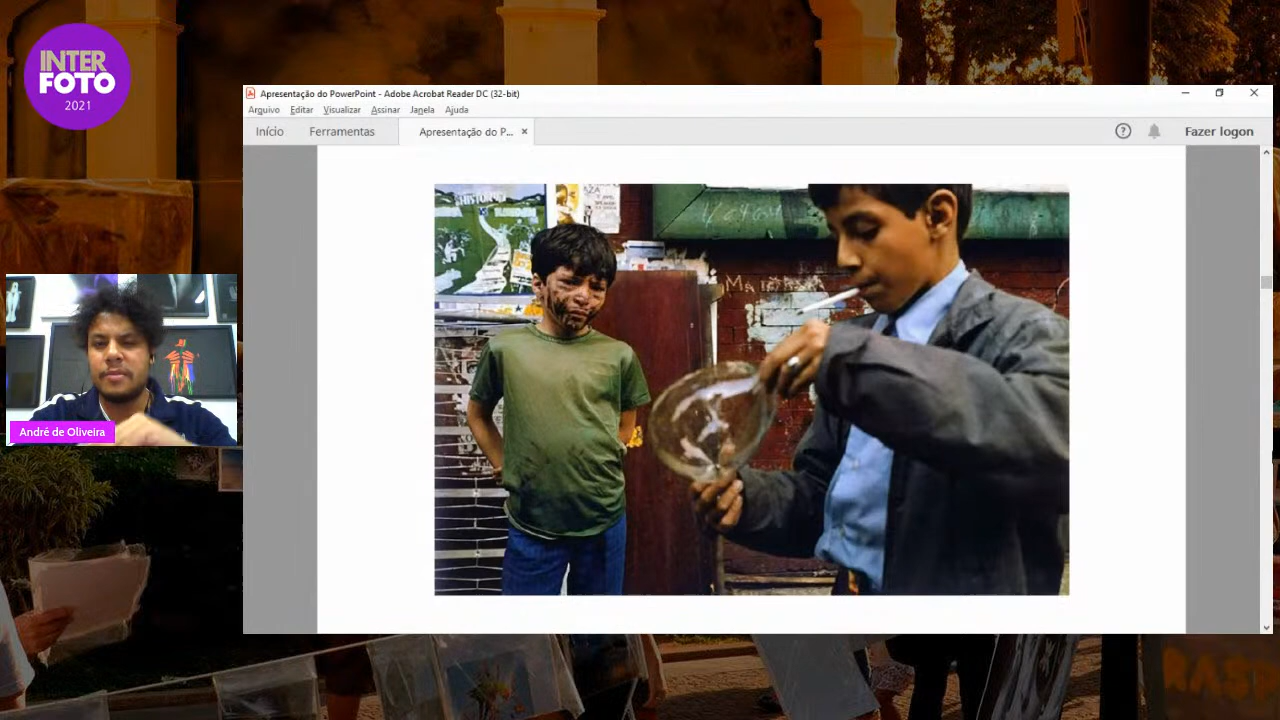 INTER
FOTO
2021
Apresentação do PowerPoint - Adobe Acrobat Reader DC (32-bit)
Arquivo Editar Visualizar Assinar Janela Ajuda
Início Ferramentas Apresentação do P... ×
Fazer logon
HISTORIA
André de Oliveira